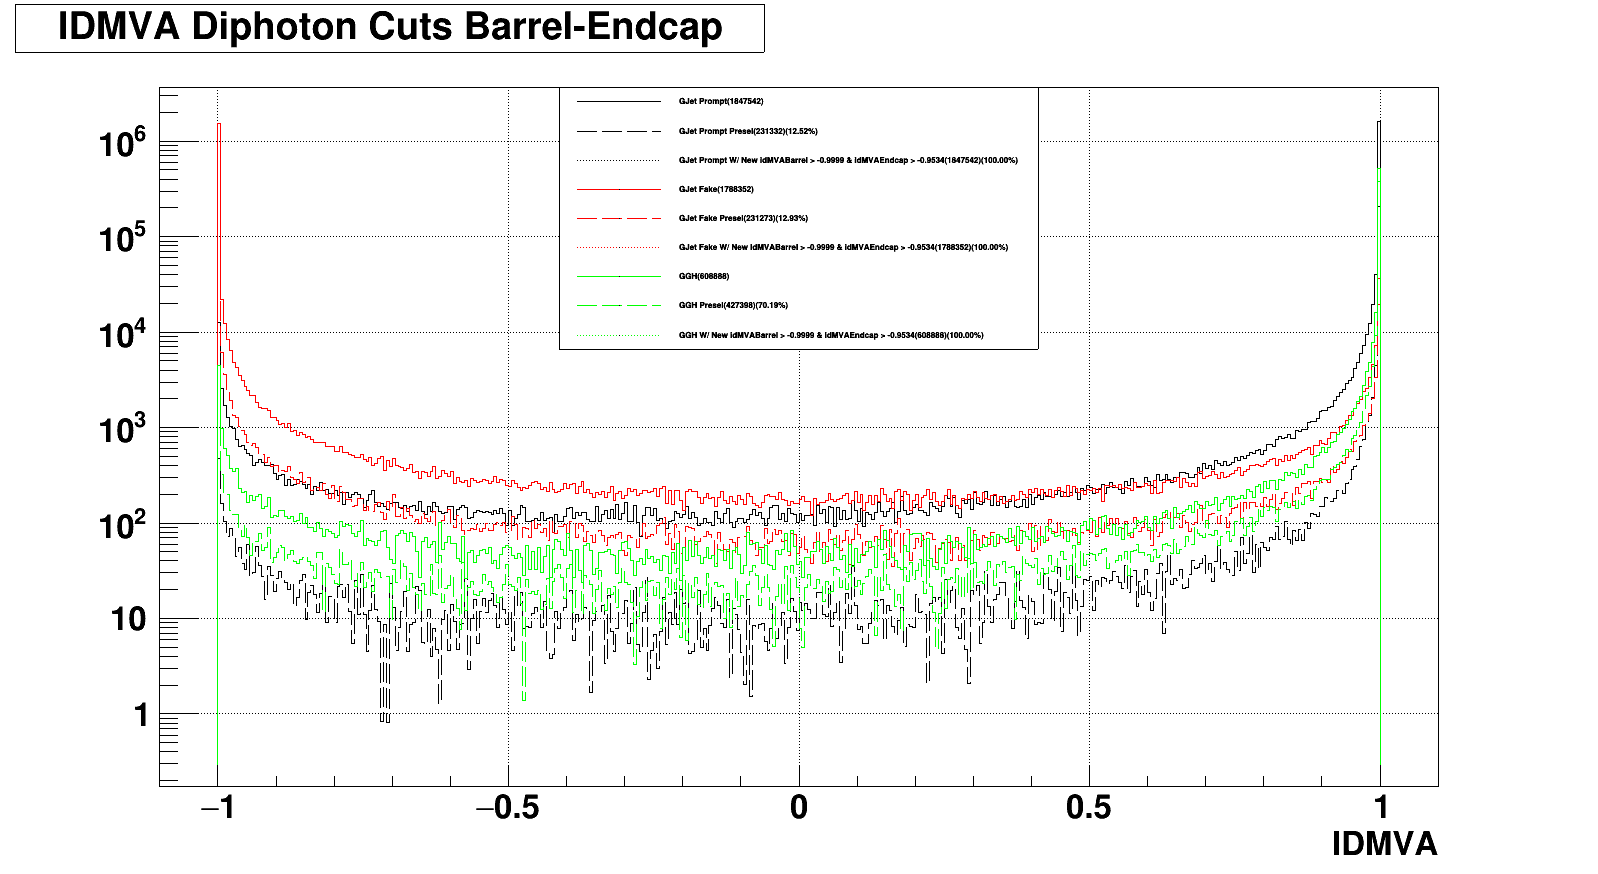 IDMVA Diphoton Cuts Barrel-Endcap
GJet Prompt(1847542)
GJet Prompt Presel(231332)(12.52%)
GJet Prompt W/ New IdMVABarrel > -0.9999 & IdMVAEndcap > -0.9534(1847542)(100.00%)
GJet Fake(1788352)
GJet Fake Presel(231273)(12.93%)
GJet Fake W/ New IdMVABarrel > -0.9999 & IdMVAEndcap > -0.9534(1788352)(100.00%)
GGH(608888)
GGH Presel(427398)(70.19%)
GGH W/ New IdMVABarrel > -0.9999 & IdMVAEndcap > -0.9534(608888)(100.00%)
10⁶
10⁵
10⁴
10³
10²
10
1
−1 −0.5 0 0.5 1
IDMVA